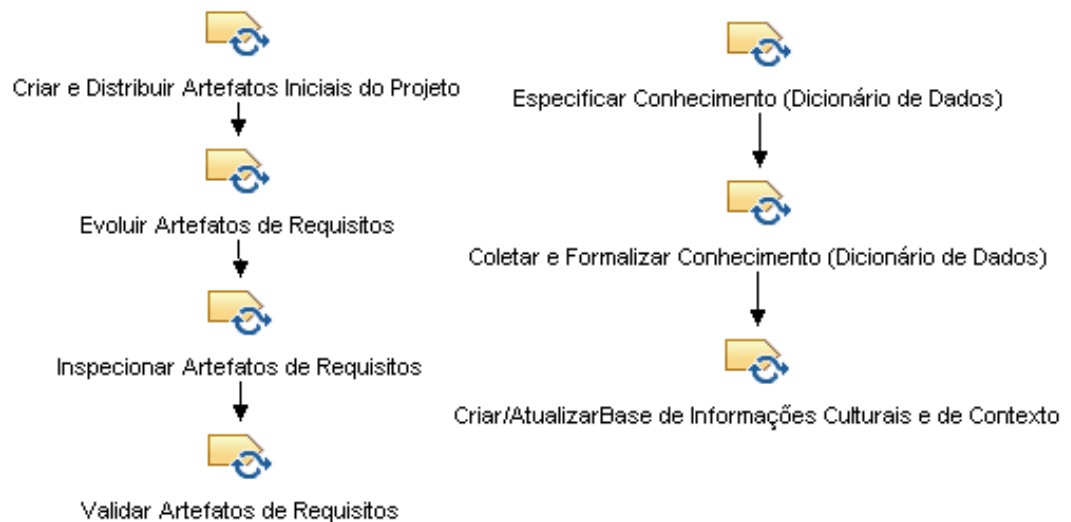 Criar e Distribuir Artefatos Iniciais do Projeto
Evoluir Artefatos de Requisitos
Inspecionar Artefatos de Requisitos
Validar Artefatos de Requisitos
Especificar Conhecimento (Dicionário de Dados)
Coletar e Formalizar Conhecimento (Dicionário de Dados)
Criar/AtualizarBase de Informações Culturais e de Contexto